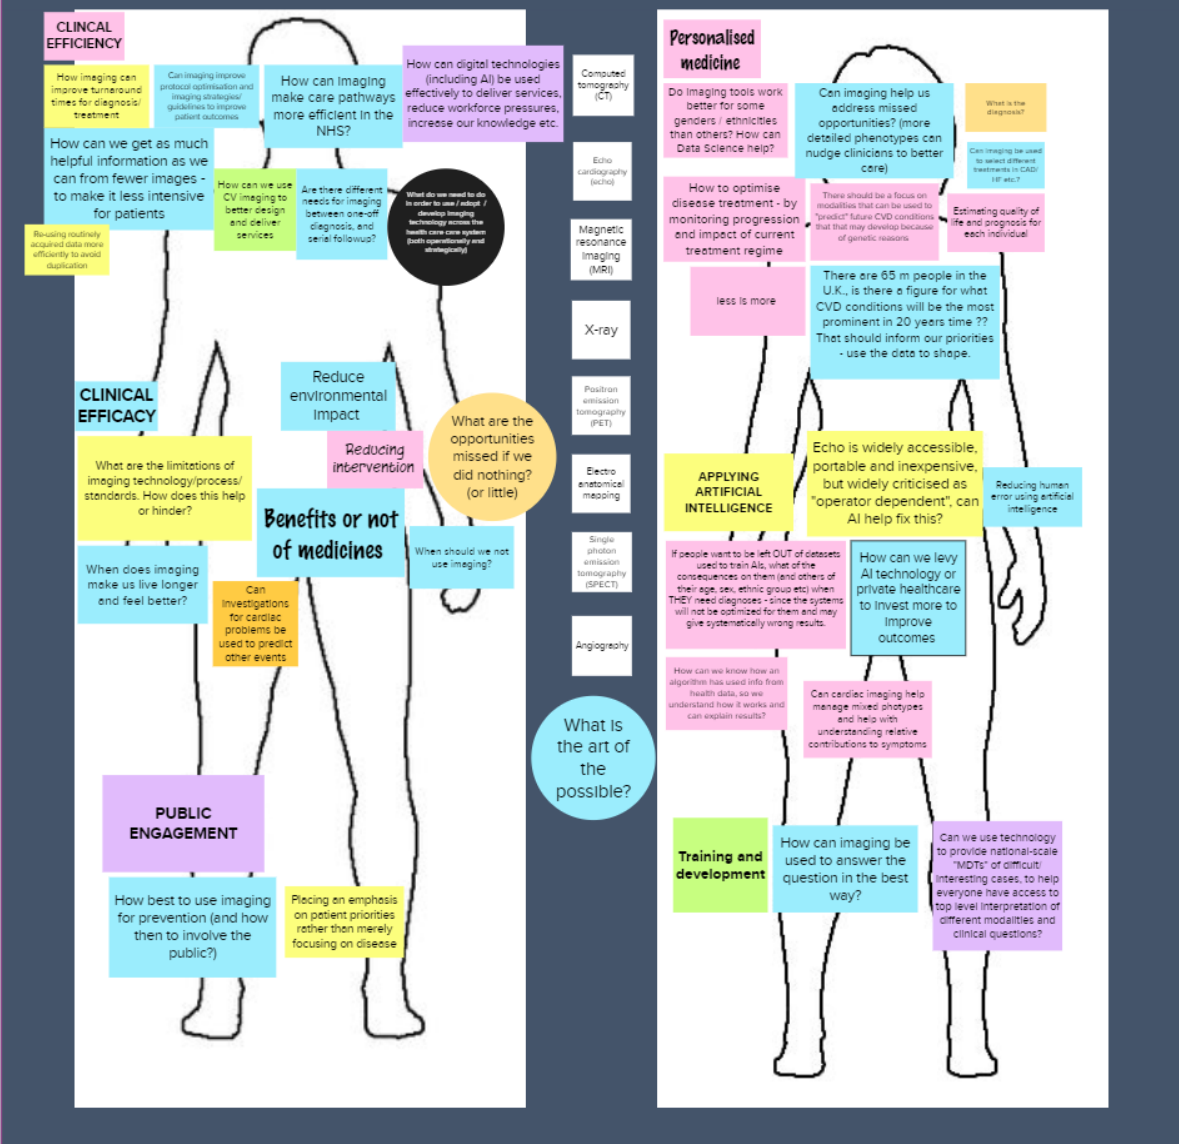 CLINCAL
EFFICIENCY
How imaging can
improve turnaround
times for diagnosis/
treatment
Can imaging improve
protocol optimisation and
imaging strategies/
guidelines to improve
patient outcomes
How can imaging
make care pathways
more efficient in the
NHS?
How can digital technologies
(including AI) be used
effectively to deliver services,
reduce workforce pressures,
increase our knowledge etc.
How can we get as much
helpful information as we
can from fewer images -
to make it less intensive
for patients
How can we use
CV imaging to
better design
and deliver
services
Are there different
needs for imaging
between one-off
diagnosis, and
serial followup?
What do we need to do
in order to use / adopt /
develop imaging
technology across the
health care care system
(both operationally and
strategically)
Re-using routinely
acquired data more
efficiently to avoid
duplication
CLINICAL
EFFICACY
Reduce
environmental
impact
Reducing
intervention
What are the
opportunities
missed if we
did nothing?
(or little)
What are the limitations of
imaging technology/process/
standards. How does this help
or hinder?
Benefits or not
of medicines
When should we not
use imaging?
When does imaging
make us live longer
and feel better?
Can
investigations
for cardiac
problems be
used to predict
other events
PUBLIC
ENGAGEMENT
How best to use imaging
for prevention (and how
then to involve the
public?)
Placing an emphasis
on patient priorities
rather than merely
focusing on disease
Computed
tomography
(CT)
Echo
cardiography
(echo)
Magnetic
resonance
imaging
(MRI)
X-ray
Positron
emission
tomography
(PET)
Electro
anatomical
mapping
Single
photon
emission
tomography
(SPECT)
Angiography
What is
the art of
the
possible?
Personalised
medicine
Do imaging tools work
better for some
genders / ethnicities
than others? How can
Data Science help?
Can imaging help us
address missed
opportunities? (more
detailed phenotypes can
nudge clinicians to better
care)
What is the
diagnosis?
Can imaging be used
to select different
treatments in CAD/
HF etc.?
How to optimise
disease treatment - by
monitoring progression
and impact of current
treatment regime
There should be a focus on
modalities that can be used to
"predict" future CVD conditions
that that may develop because
of genetic reasons
Estimating quality of
life and prognosis for
each individual
less is more
There are 65 m people in the
U.K., is there a figure for what
CVD conditions will be the most
prominent in 20 years time ??
That should inform our priorities
- use the data to shape.
APPLYING
ARTIFICIAL
INTELLIGENCE
Echo is widely accessible,
portable and inexpensive,
but widely criticised as
"operator dependent", can
AI help fix this?
Reducing human
error using artificial
intelligence
If people want to be left OUT of datasets
used to train AIs, what of the
consequences on them (and others of
their age, sex, ethnic group etc) when
THEY need diagnoses - since the systems
will not be optimized for them and may
give systematically wrong results.
How can we levy
AI technology or
private healthcare
to invest more to
improve
outcomes
How can we know how an
algorithm has used info from
health data, so we
understand how it works and
can explain results?
Can cardiac imaging help
manage mixed photypes
and help with
understanding relative
contributions to symptoms
Training and
development
How can imaging be
used to answer the
question in the best
way?
Can we use technology
to provide national-scale
"MDTs" of difficult/
interesting cases, to help
everyone have access to
top level interpretation of
different modalities and
clinical questions?